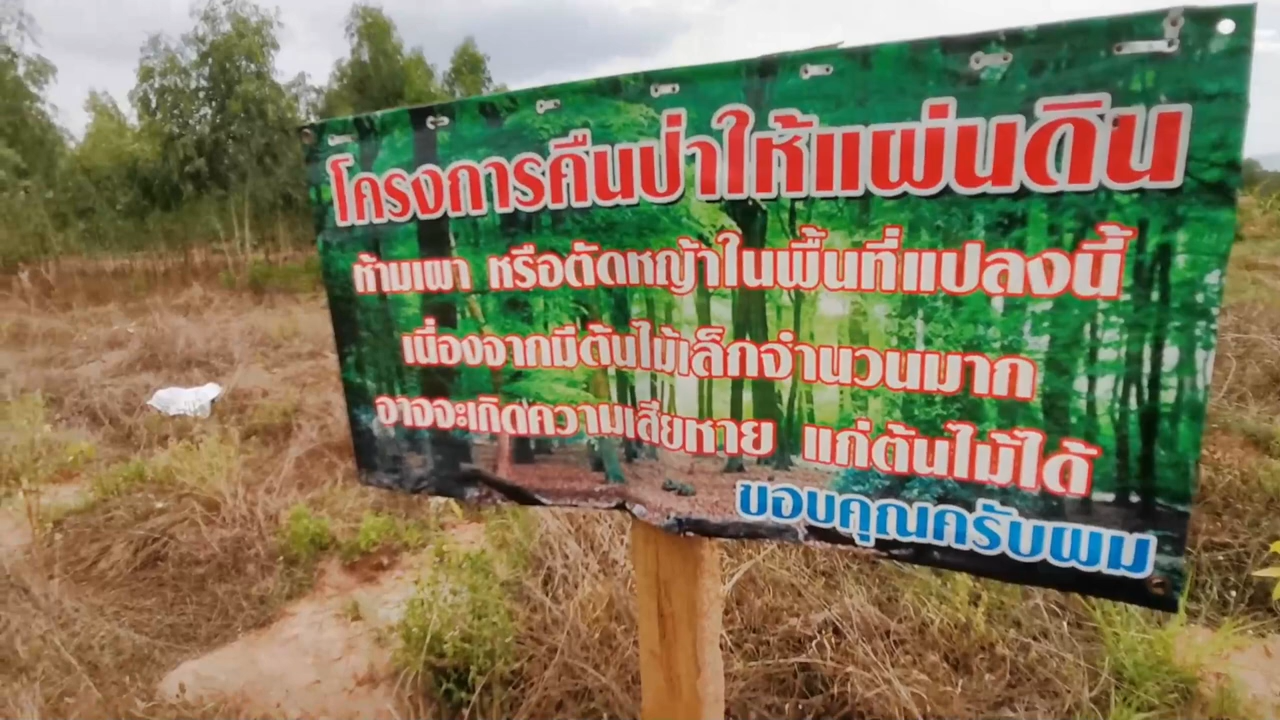 โครงการคืนป่าให้แผ่นดิน
ห้ามเผา หรือตัดหญ้าในพื้นที่แปลงนี้
เนื่องจากมีต้นไม้เล็กจำนวนมาก
อาจจะเกิดความเสียหาย แก่ต้นไม้ได้
ขอบคุณครับผม